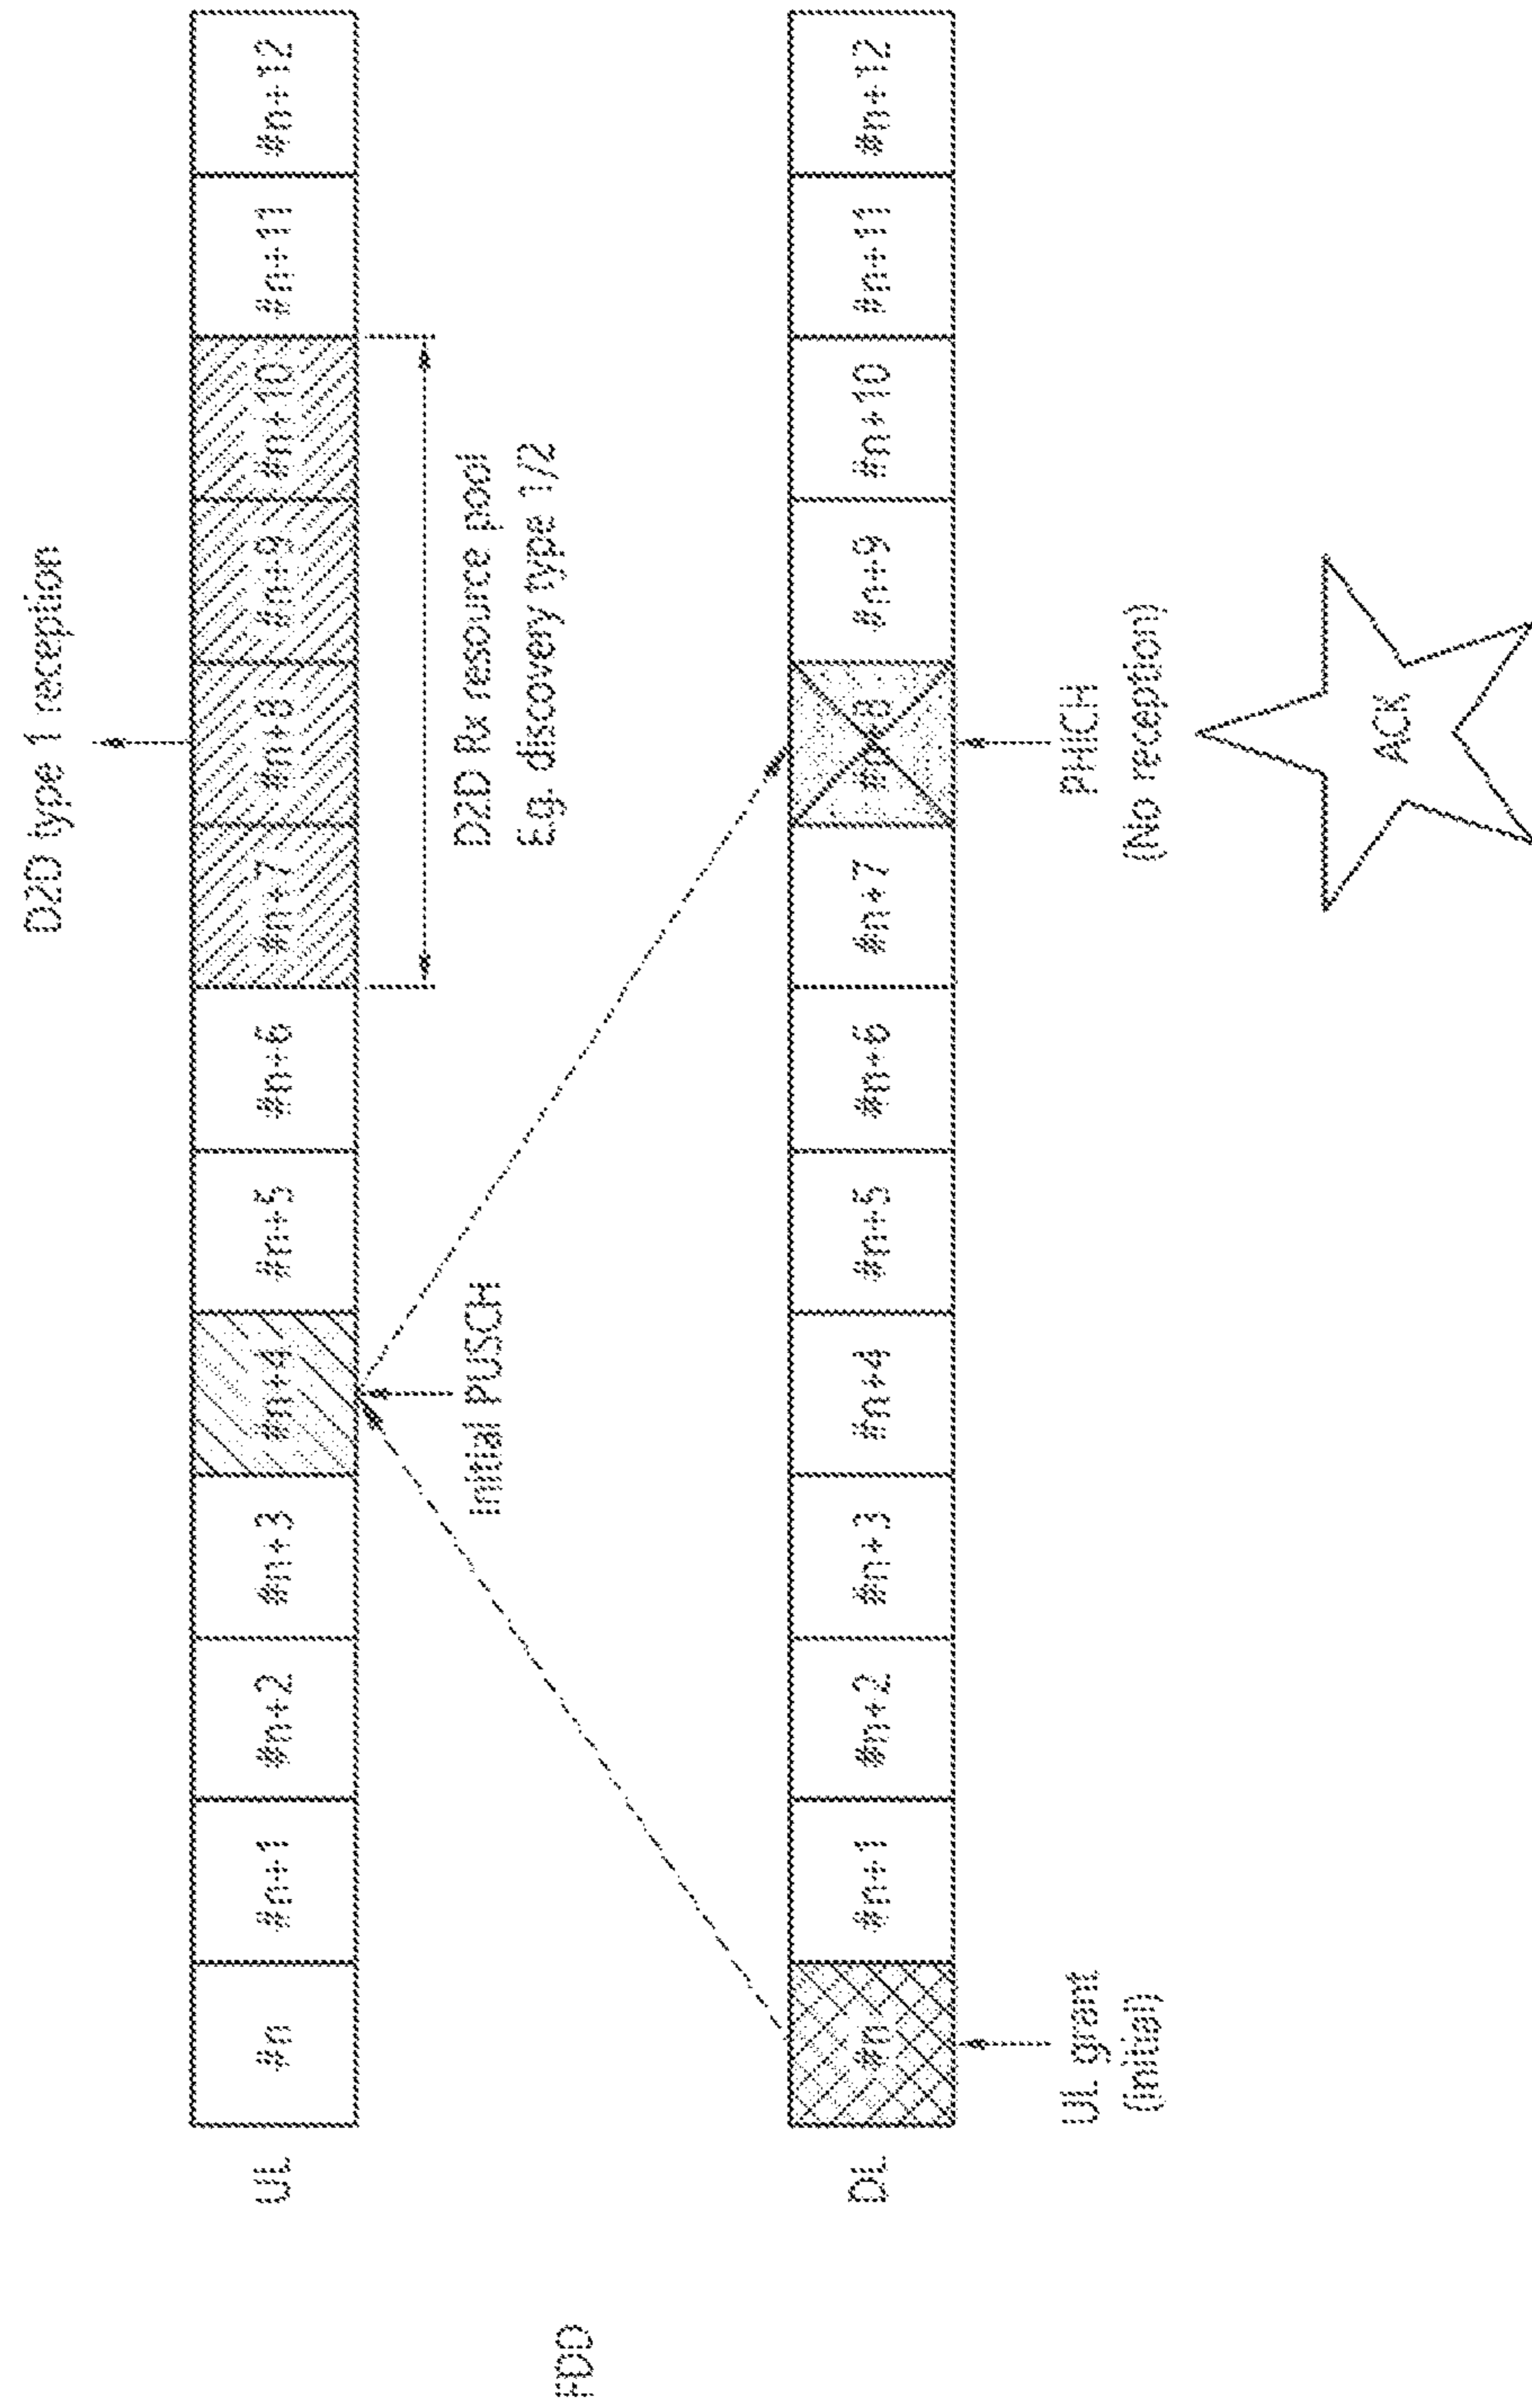 D2D type 1 reception
UL
#n
#n+1
#n+2
#n+3
#n+4
#n+5
#n+6
#n+7
#n+8
#n+9
#n+10
#n+11
#n+12
Initial PUSCH
D2D Rx resource pool
E.g. discovery type 1/2
FDD
DL
#n
#n+1
#n+2
#n+3
#n+4
#n+5
#n+6
#n+7
#n+8
#n+9
#n+10
#n+11
#n+12
UL grant
(Initial)
PHICH
(No reception)
ACK